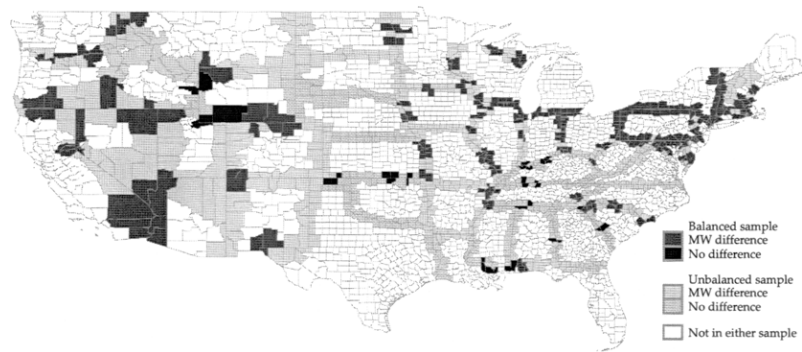 Balanced sample
MW difference
No difference
Unbalanced sample
MW difference
No difference
Not in either sample